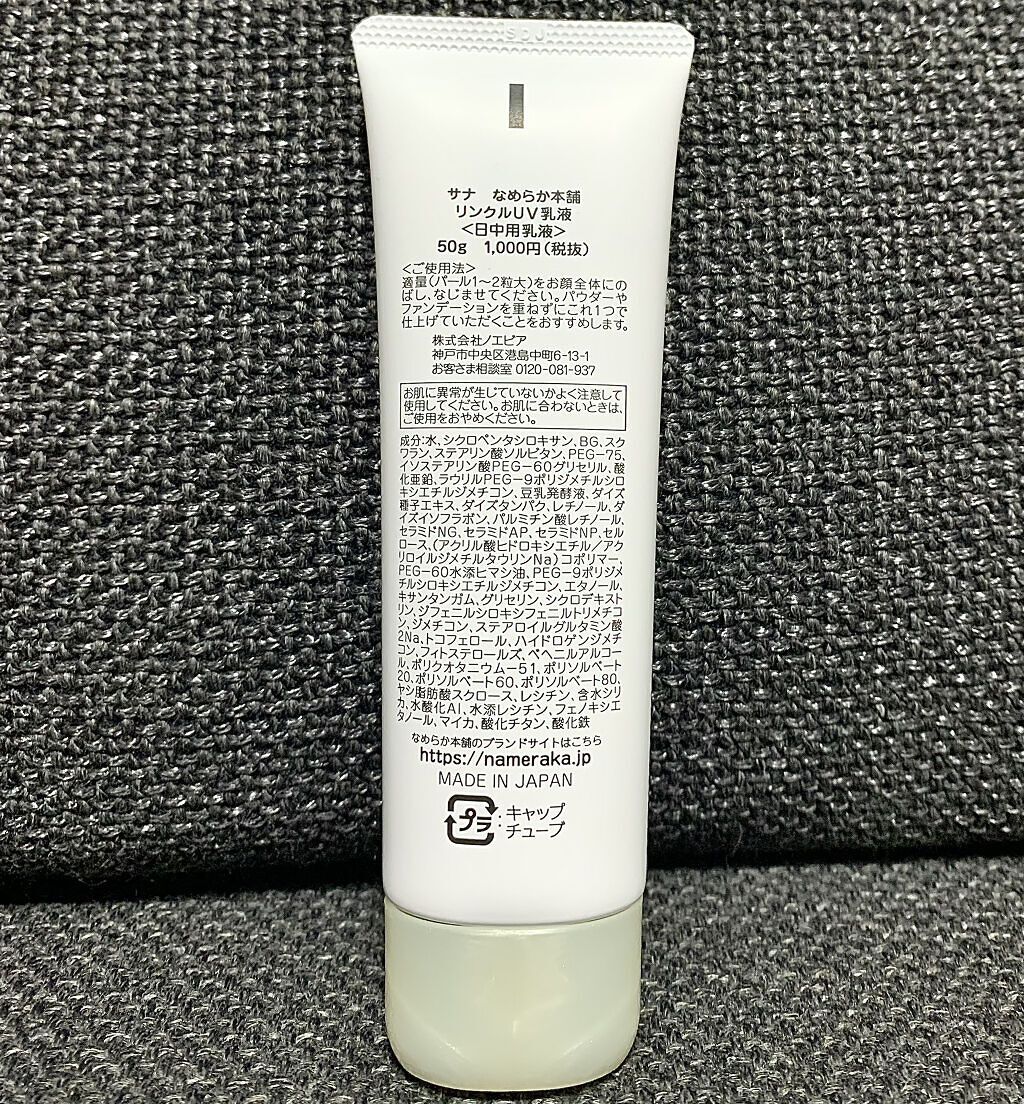 SDJ
サナ なめらか本舗
リンクルUV乳液
<日中用乳液>
50g 1,000円(税抜)
<ご使用法>
適量(パール1〜2粒大)をお顔全体にの
ばし、なじませてください。パウダーや
ファンデーションを重ねずにこれ1つで
仕上げていただくことをおすすめします。
株式会社ノエビア
神戸市中央区港島中町6-13-1
お客さま相談室 0120-081-937
お肌に異常が生じていないかよく注意して
使用してください。お肌に合わないときは、
ご使用をおやめください。
成分:水、シクロペンタシロキサン、BG、スク
ワラン、ステアリン酸ソルビタン、PEG-75、
イソステアリン酸PEG-60グリセリル、酸
化亜鉛、ラウリルPEG-9ポリジメチルシロ
キシエチルジメチコン、豆乳発酵液、ダイズ
種子エキス、ダイズタンパク、レチノール、ダ
イズイソフラボン、パルミチン酸レチノール、
セラミドNG、セラミドAP、セラミドNP、セル
ロース、(アクリル酸ヒドロキシエチル/アク
リロイルジメチルタウリンNa)コポリマー、
PEG-60水添ヒマシ油、PEG-9ポリジメ
チルシロキシエチルジメチコン、エタノール、
キサンタンガム、グリセリン、シクロデキスト
リン、ジフェニルシロキシフェニルトリメチコ
ン、ジメチコン、ステアロイルグルタミン酸
2Na、トコフェロール、ハイドロゲンジメチ
コン、フィトステロールズ、ベヘニルアルコー
ル、ポリクオタニウム-51、ポリソルベート
20、ポリソルベート60、ポリソルベート80、
ヤシ脂肪酸スクロース、レシチン、含水シリ
カ、水酸化Al、水添レシチン、フェノキシエ
タノール、マイカ、酸化チタン、酸化鉄
なめらか本舗のブランドサイトはこちら
https://nameraka.jp
MADE IN JAPAN
プラ : キャップ
チューブ